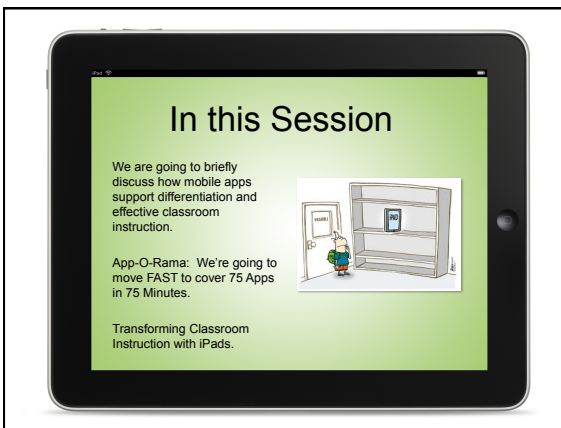 iPad
In this Session
We are going to briefly
discuss how mobile apps
support differentiation and
effective classroom
instruction.
App-O-Rama: We're going to
move FAST to cover 75 Apps
in 75 Minutes.
Transforming Classroom
Instruction with iPads.
iPAD